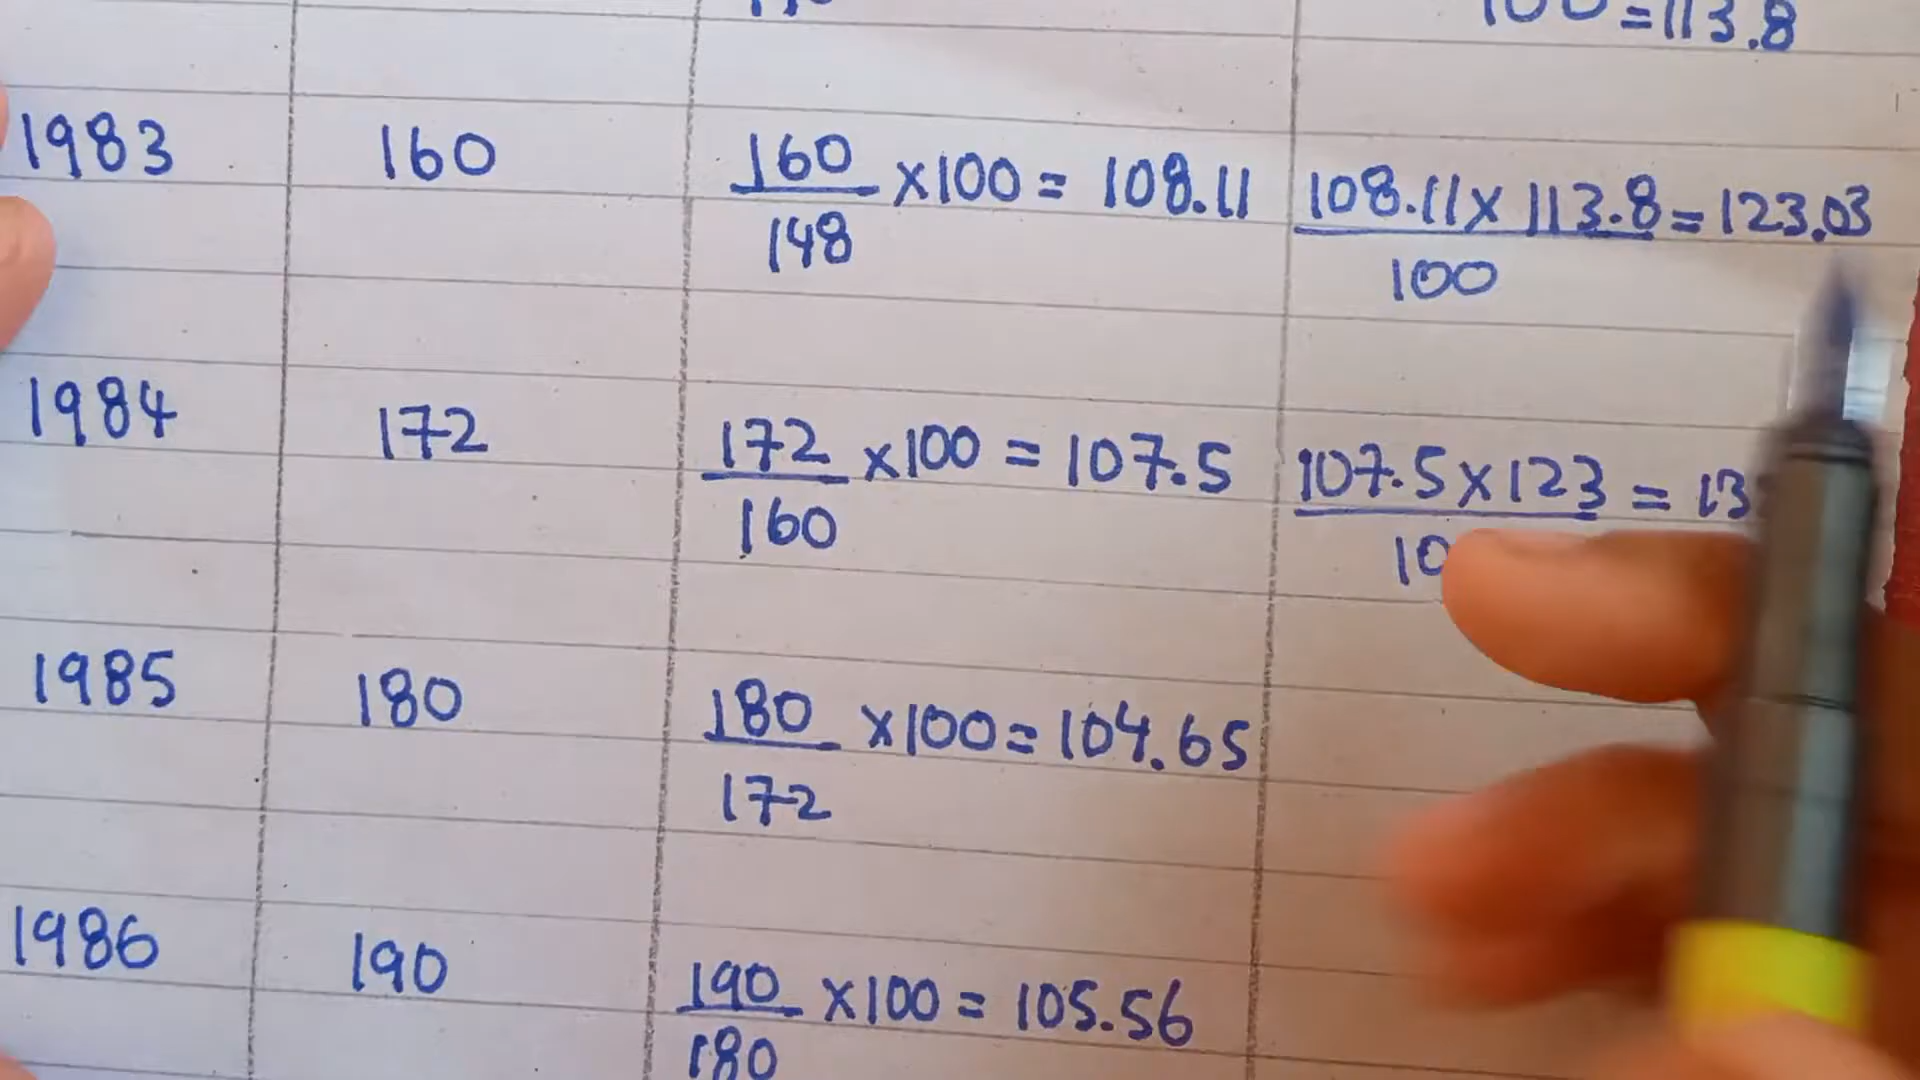 100 = 113.8
1983 160 160/148 x100 = 108.11 108.11 x 113.8/100 = 123.03
1984 172 172/160 x100 = 107.5 107.5 x 123/10 = 13
1985 180 180/172 x100 = 104.65
1986 190 190/180 x100 = 105.56